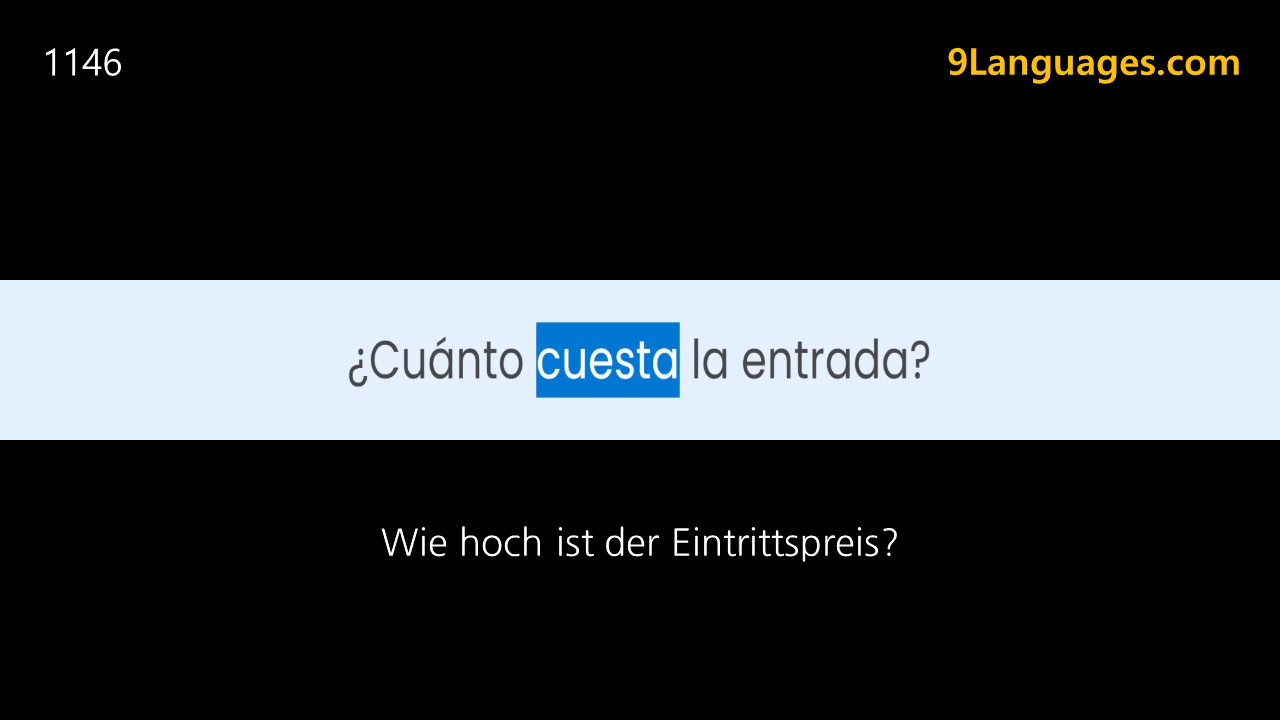 1146
9Languages.com
¿Cuánto cuesta la entrada?
Wie hoch ist der Eintrittspreis?